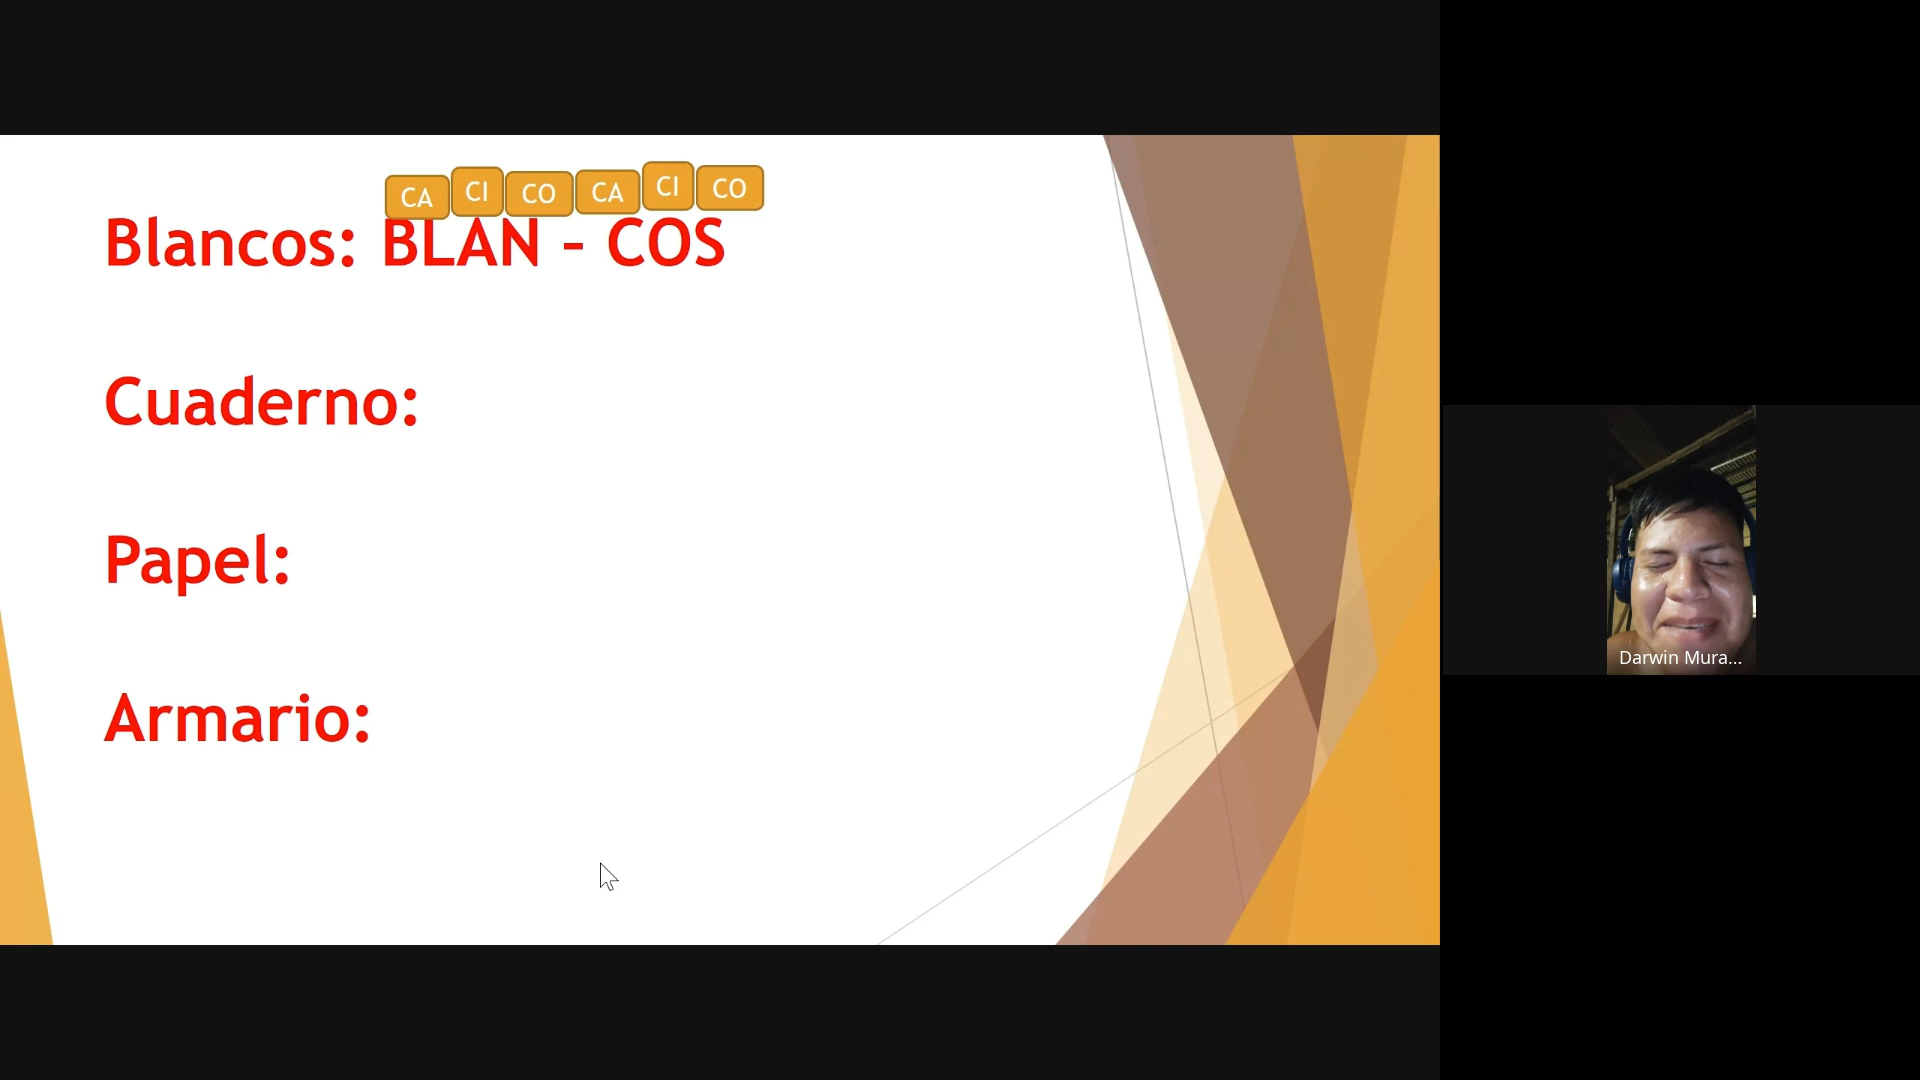 CA CI CO CA CI CO
Blancos: BLAN – COS
Cuaderno:
Papel:
Armario:
Darwin Mura...